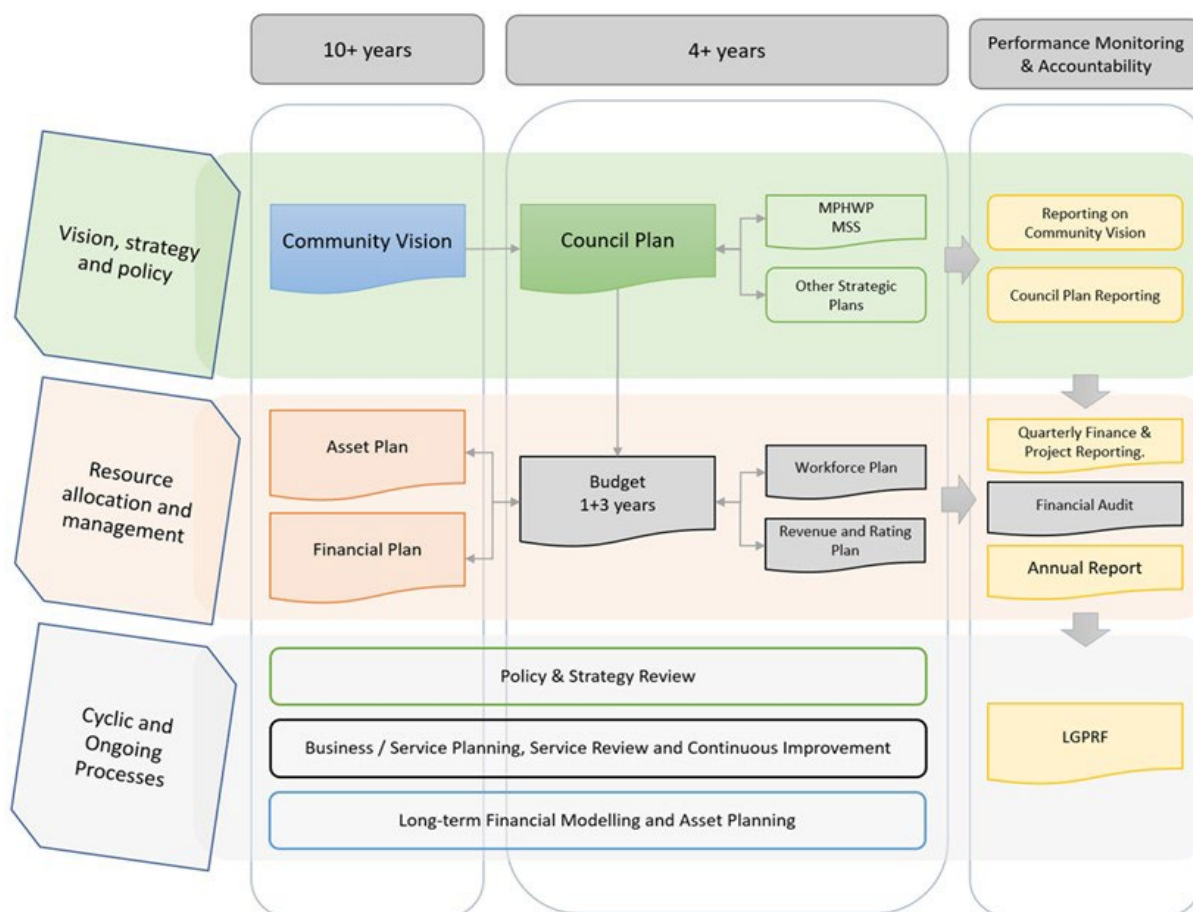 10+ years
4+ years
Performance Monitoring
& Accountability
Vision, strategy
and policy
Community Vision
Council Plan
MPHWP
MSS
Other Strategic
Plans
Reporting on
Community Vision
Council Plan Reporting
Resource
allocation and
management
Asset Plan
Financial Plan
Budget
1+3 years
Workforce Plan
Revenue and Rating
Plan
Quarterly Finance &
Project Reporting.
Financial Audit
Annual Report
Cyclic and
Ongoing
Processes
Policy & Strategy Review
Business / Service Planning, Service Review and Continuous Improvement
Long-term Financial Modelling and Asset Planning
LGPRF